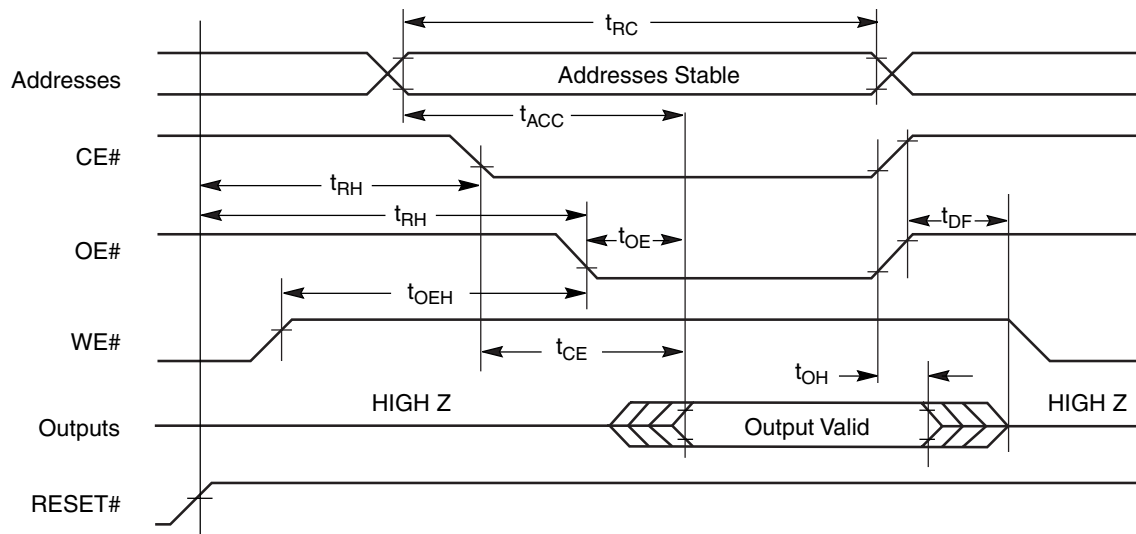 tRC
Addresses
Addresses Stable
tACC
CE#
tRH
tRH
tOE
tDF
OE#
tOEH
WE#
tCE
tOH
HIGH Z
HIGH Z
Outputs
Output Valid
RESET#